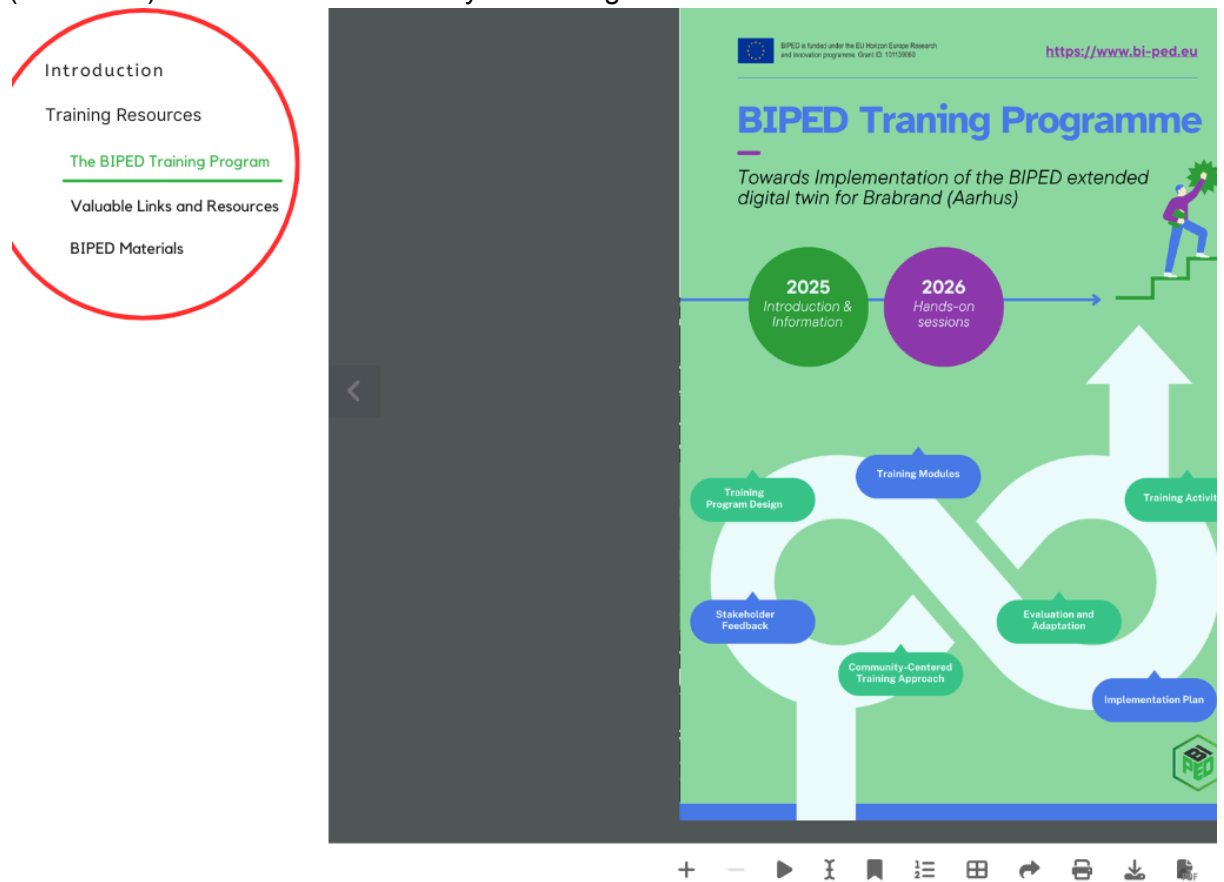 Introduction
Training Resources
The BIPED Training Program
Valuable Links and Resources
BIPED Materials
BIPED is funded under the EU Horizon Europe Research
and Innovation programme. Grant ID: 101139060
https://www.bi-ped.eu
BIPED Traning Programme
Towards Implementation of the BIPED extended
digital twin for Brabrand (Aarhus)
2025
Introduction &
Information
2026
Hands-on
sessions
Training Modules
Training
Program Design
Training Activit
Stakeholder
Feedback
Evaluation and
Adaptation
Community-Centered
Training Approach
Implementation Plan
BI
PED